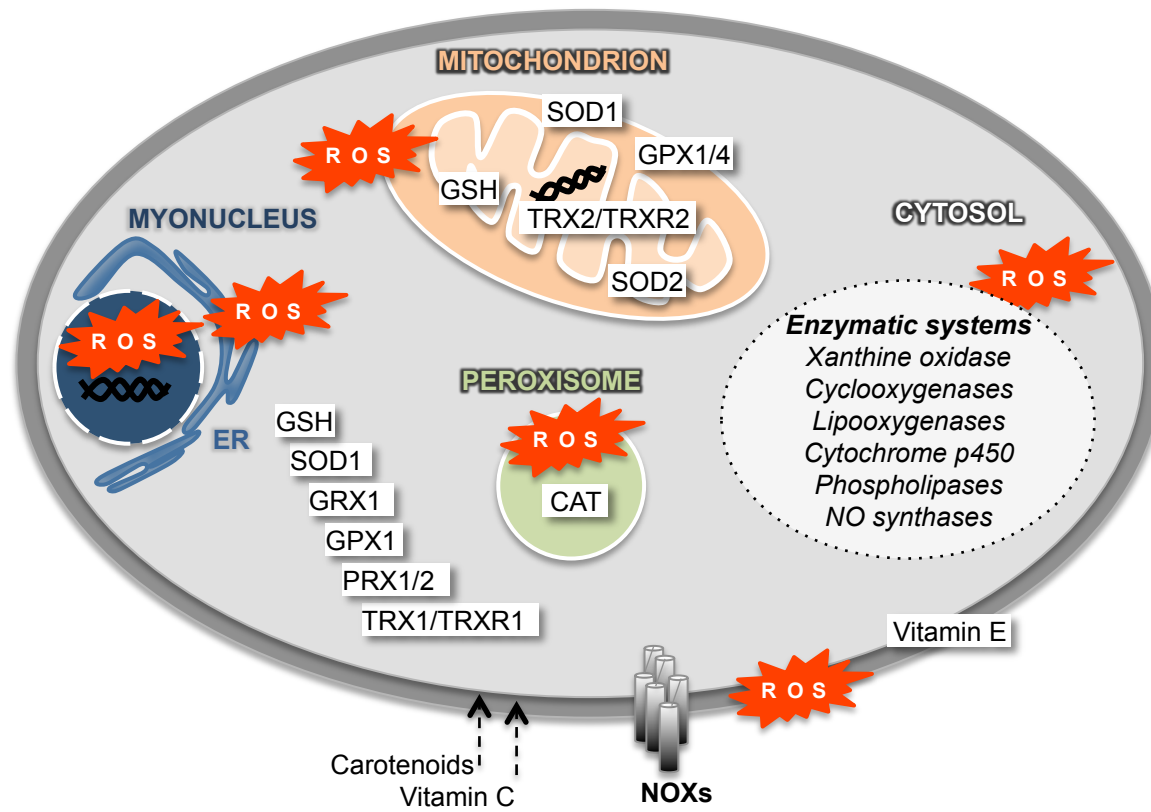 MITOCHONDRION
SOD1
R O S
GPX1/4
GSH
TRX2/TRXR2
SOD2
MYONUCLEUS
R O S
R O S
ER
CYTOSOL
R O S
Enzymatic systems
Xanthine oxidase
Cyclooxygenases
Lipooxygenases
Cytochrome p450
Phospholipases
NO synthases
PEROXISOME
R O S
CAT
GSH
SOD1
GRX1
GPX1
PRX1/2
TRX1/TRXR1
Vitamin E
R O S
Carotenoids
Vitamin C
NOXs